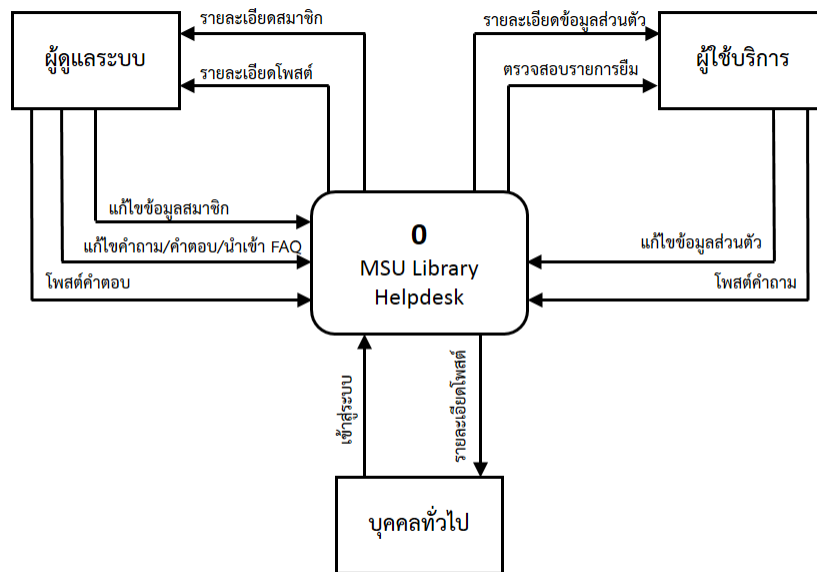 รายละเอียดสมาชิก
รายละเอียดข้อมูลส่วนตัว
ผู้ดูแลระบบ
ผู้ใช้บริการ
รายละเอียดโพสต์
ตรวจสอบรายการยืม
แก้ไขข้อมูลสมาชิก
0
แก้ไขคำถาม/คำตอบ/นำเข้า FAQ
แก้ไขข้อมูลส่วนตัว
MSU Library
Helpdesk
โพสต์คำตอบ
โพสต์คำถาม
เข้าสู่ระบบ
รายละเอียดโพสต์
บุคคลทั่วไป